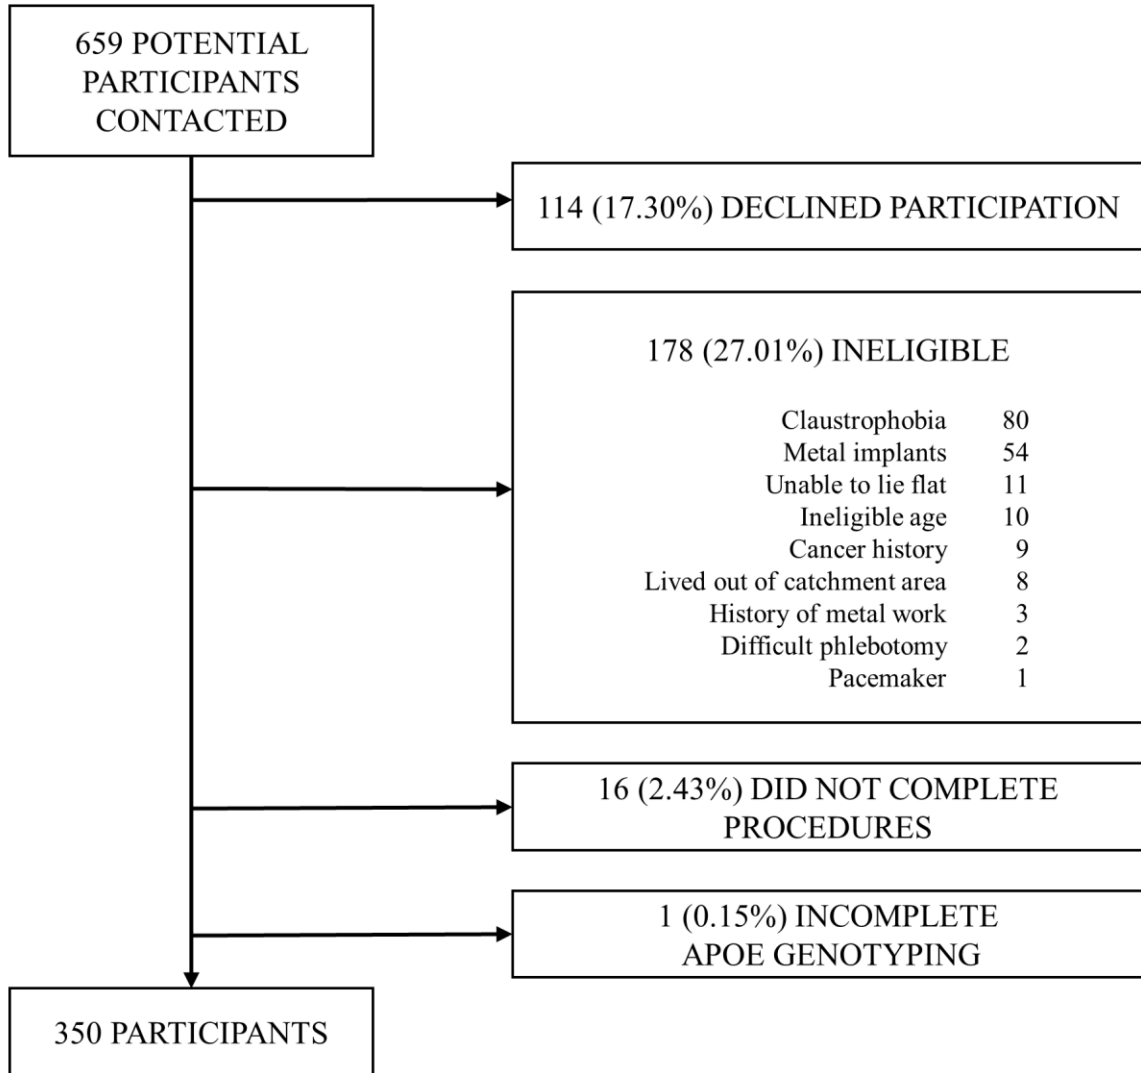 659 POTENTIAL
PARTICIPANTS
CONTACTED
114 (17.30%) DECLINED PARTICIPATION
178 (27.01%) INELIGIBLE
Claustrophobia 80
Metal implants 54
Unable to lie flat 11
Ineligible age 10
Cancer history 9
Lived out of catchment area 8
History of metal work 3
Difficult phlebotomy 2
Pacemaker 1
16 (2.43%) DID NOT COMPLETE
PROCEDURES
1 (0.15%) INCOMPLETE
APOE GENOTYPING
350 PARTICIPANTS